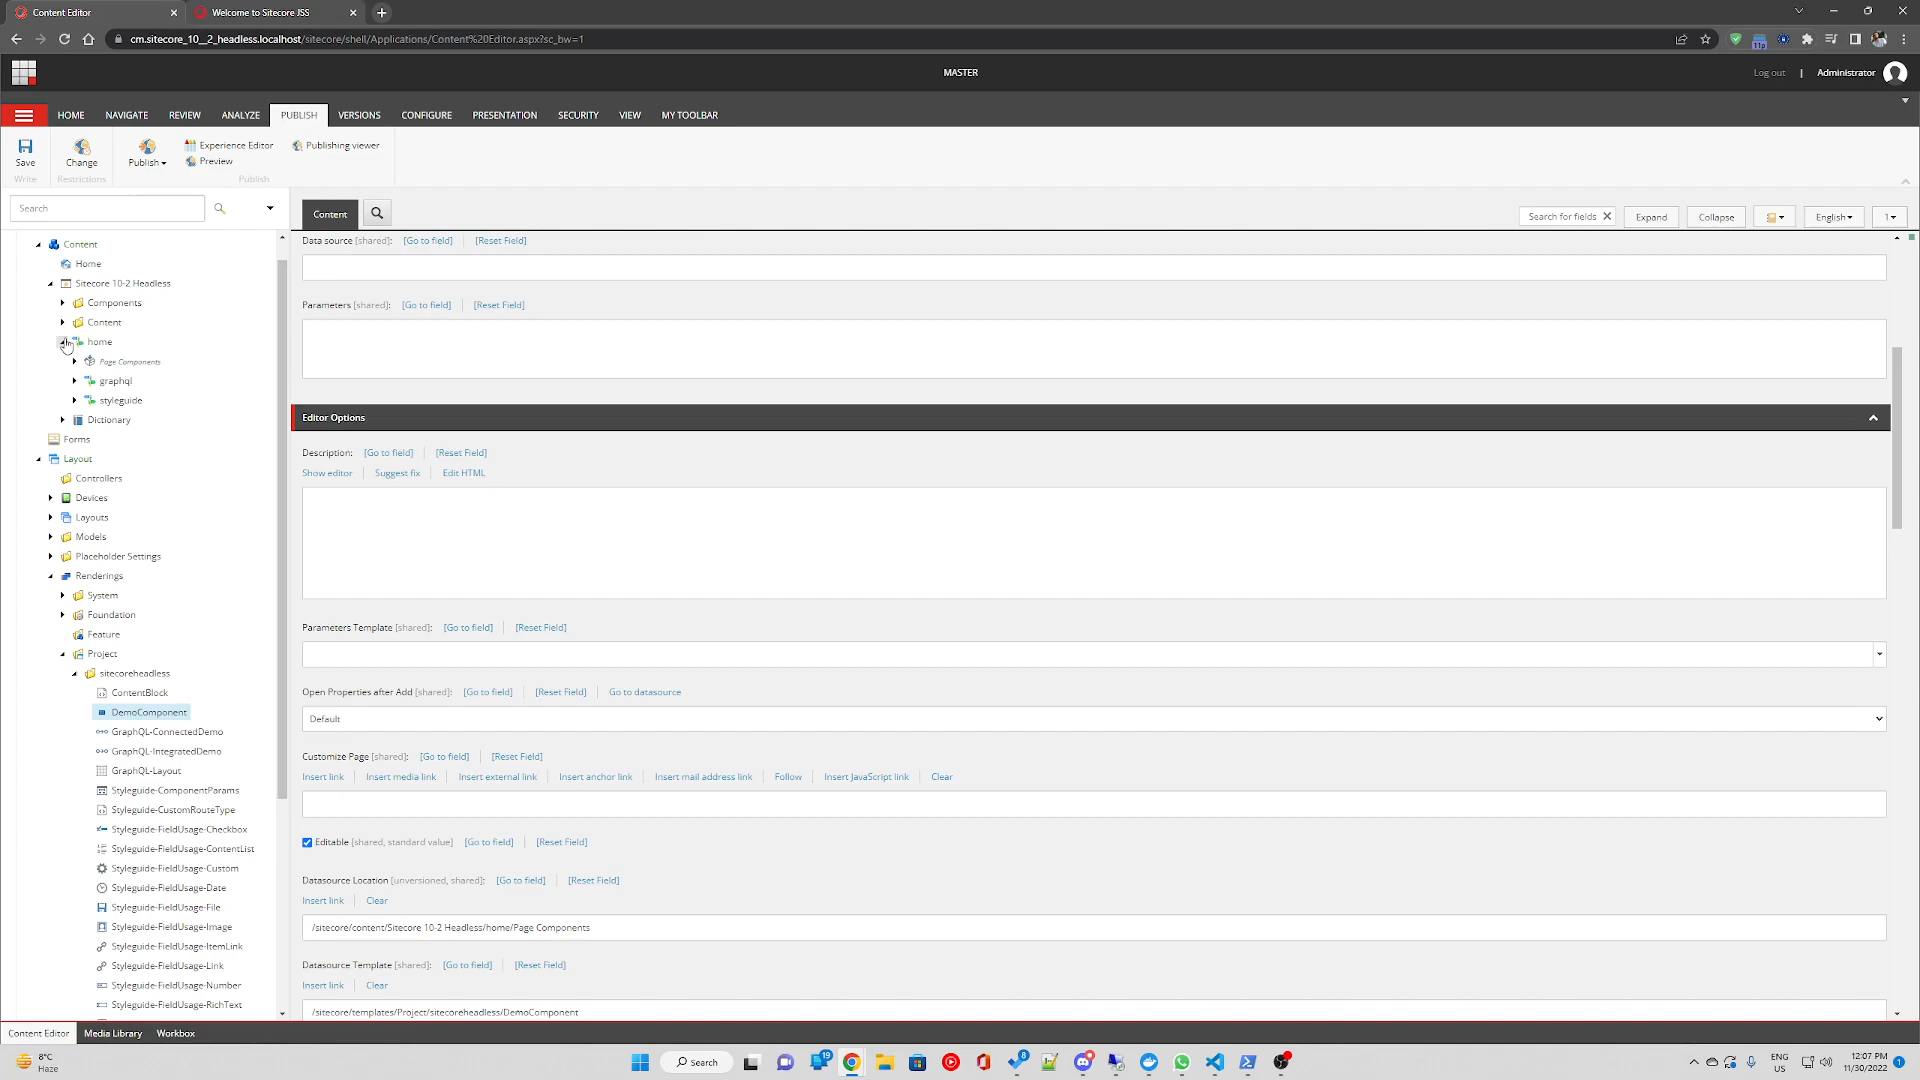 Content Editor
Welcome to Sitecore JSS
cm.sitecore_10__2_headless.localhost/sitecore/shell/Applications/Content%20Editor.aspx?sc_bw=1
11p
MASTER
Log out | Administrator
HOME NAVIGATE REVIEW ANALYZE PUBLISH VERSIONS CONFIGURE PRESENTATION SECURITY VIEW MY TOOLBAR
Save Change Publish Experience Editor Publishing viewer
Preview
Write Restrictions Publish
Search
Content
Search for fields Expand Collapse English 1
Content
Home
Sitecore 10-2 Headless
Components
Content
home
Page Components
graphql
styleguide
Dictionary
Forms
Layout
Controllers
Devices
Layouts
Models
Placeholder Settings
Renderings
System
Foundation
Feature
Project
sitecoreheadless
ContentBlock
DemoComponent
GraphQL-ConnectedDemo
GraphQL-IntegratedDemo
GraphQL-Layout
Styleguide-ComponentParams
Styleguide-CustomRouteType
Styleguide-FieldUsage-Checkbox
Styleguide-FieldUsage-ContentList
Styleguide-FieldUsage-Custom
Styleguide-FieldUsage-Date
Styleguide-FieldUsage-File
Styleguide-FieldUsage-Image
Styleguide-FieldUsage-ItemLink
Styleguide-FieldUsage-Link
Styleguide-FieldUsage-Number
Styleguide-FieldUsage-RichText
Data source [shared]: [Go to field] [Reset Field]
Parameters [shared]: [Go to field] [Reset Field]
Editor Options
Description: [Go to field] [Reset Field]
Show editor Suggest fix Edit HTML
Parameters Template [shared]: [Go to field] [Reset Field]
Open Properties after Add [shared]: [Go to field] [Reset Field] Go to datasource
Default
Customize Page [shared]: [Go to field] [Reset Field]
Insert link Insert media link Insert external link Insert anchor link Insert mail address link Follow Insert JavaScript link Clear
Editable [shared, standard value] [Go to field] [Reset Field]
Datasource Location [unversioned, shared]: [Go to field] [Reset Field]
Insert link Clear
/sitecore/content/Sitecore 10-2 Headless/home/Page Components
Datasource Template [shared]: [Go to field] [Reset Field]
Insert link Clear
/sitecore/templates/Project/sitecoreheadless/DemoComponent
Content Editor Media Library Workbox
8°C
Haze
Search
19
8
ENG
US
12:07 PM
11/30/2022
1